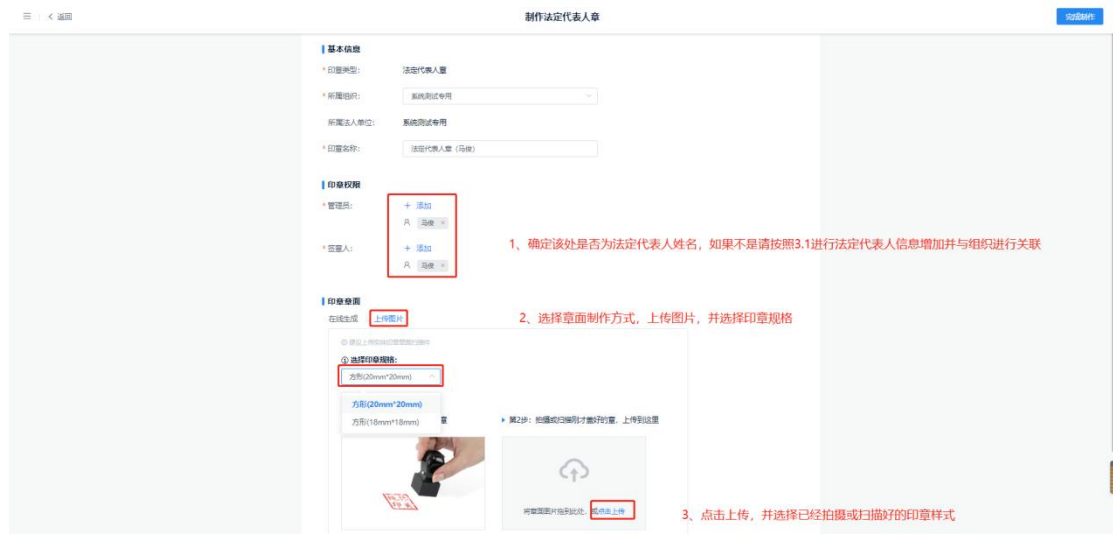 返回
制作法定代表人章
完成制作
基本信息
* 印章类型： 法定代表人章
* 所属组织： 系统测试专用
所属法人单位： 系统测试专用
* 印章名称： 法定代表人章（马俊）
印章权限
* 管理员： + 添加
马俊 ×
* 签章人： + 添加
马俊 ×
1、确定该处是否为法定代表人姓名，如果不是请按照3.1进行法定代表人信息增加并与组织进行关联
印章章面
在线生成 上传图片
2、选择章面制作方式，上传图片，并选择印章规格
① 选择印章规格：
方形(20mm*20mm)
方形(20mm*20mm)
方形(18mm*18mm)
章
第2步：拍摄或扫描刚才盖好的章，上传到这里
将章面图片拖到此处，或点击上传
3、点击上传，并选择已经拍摄或扫描好的印章样式